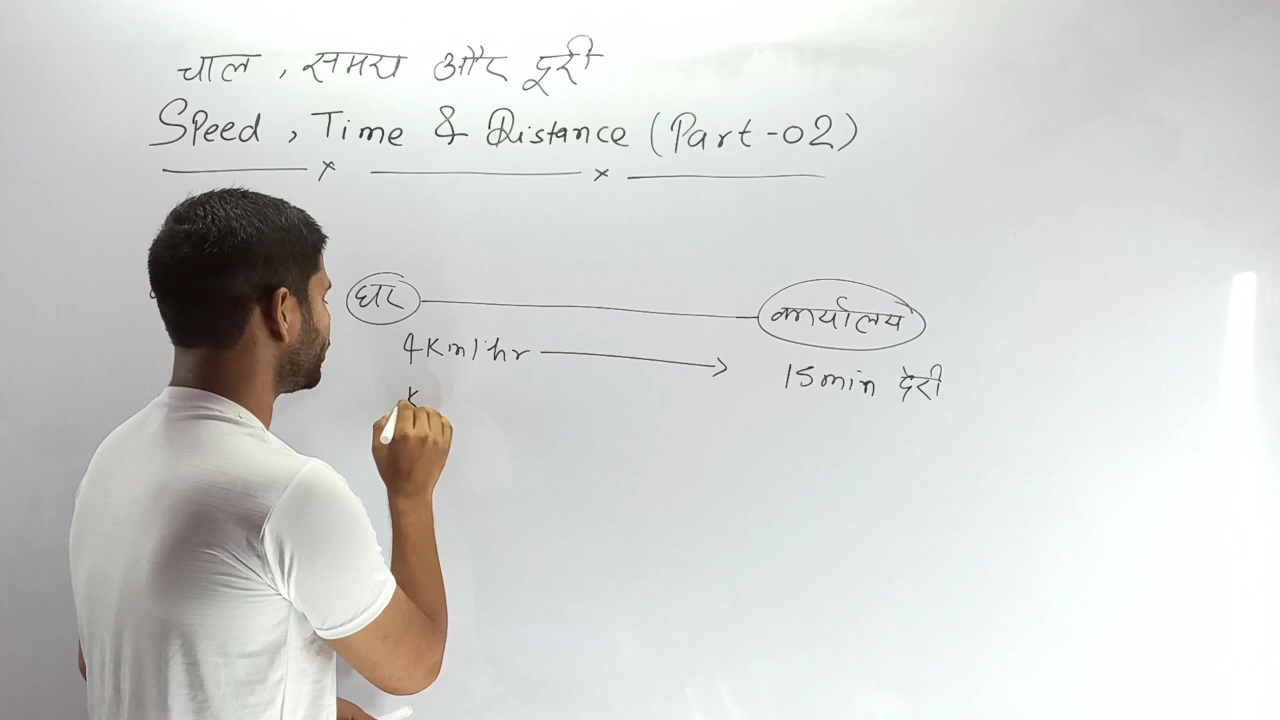 चाल, समय और दूरी
Speed, Time & Distance (Part-02)
घर
कार्यालय
4Km/hr
15min देरी